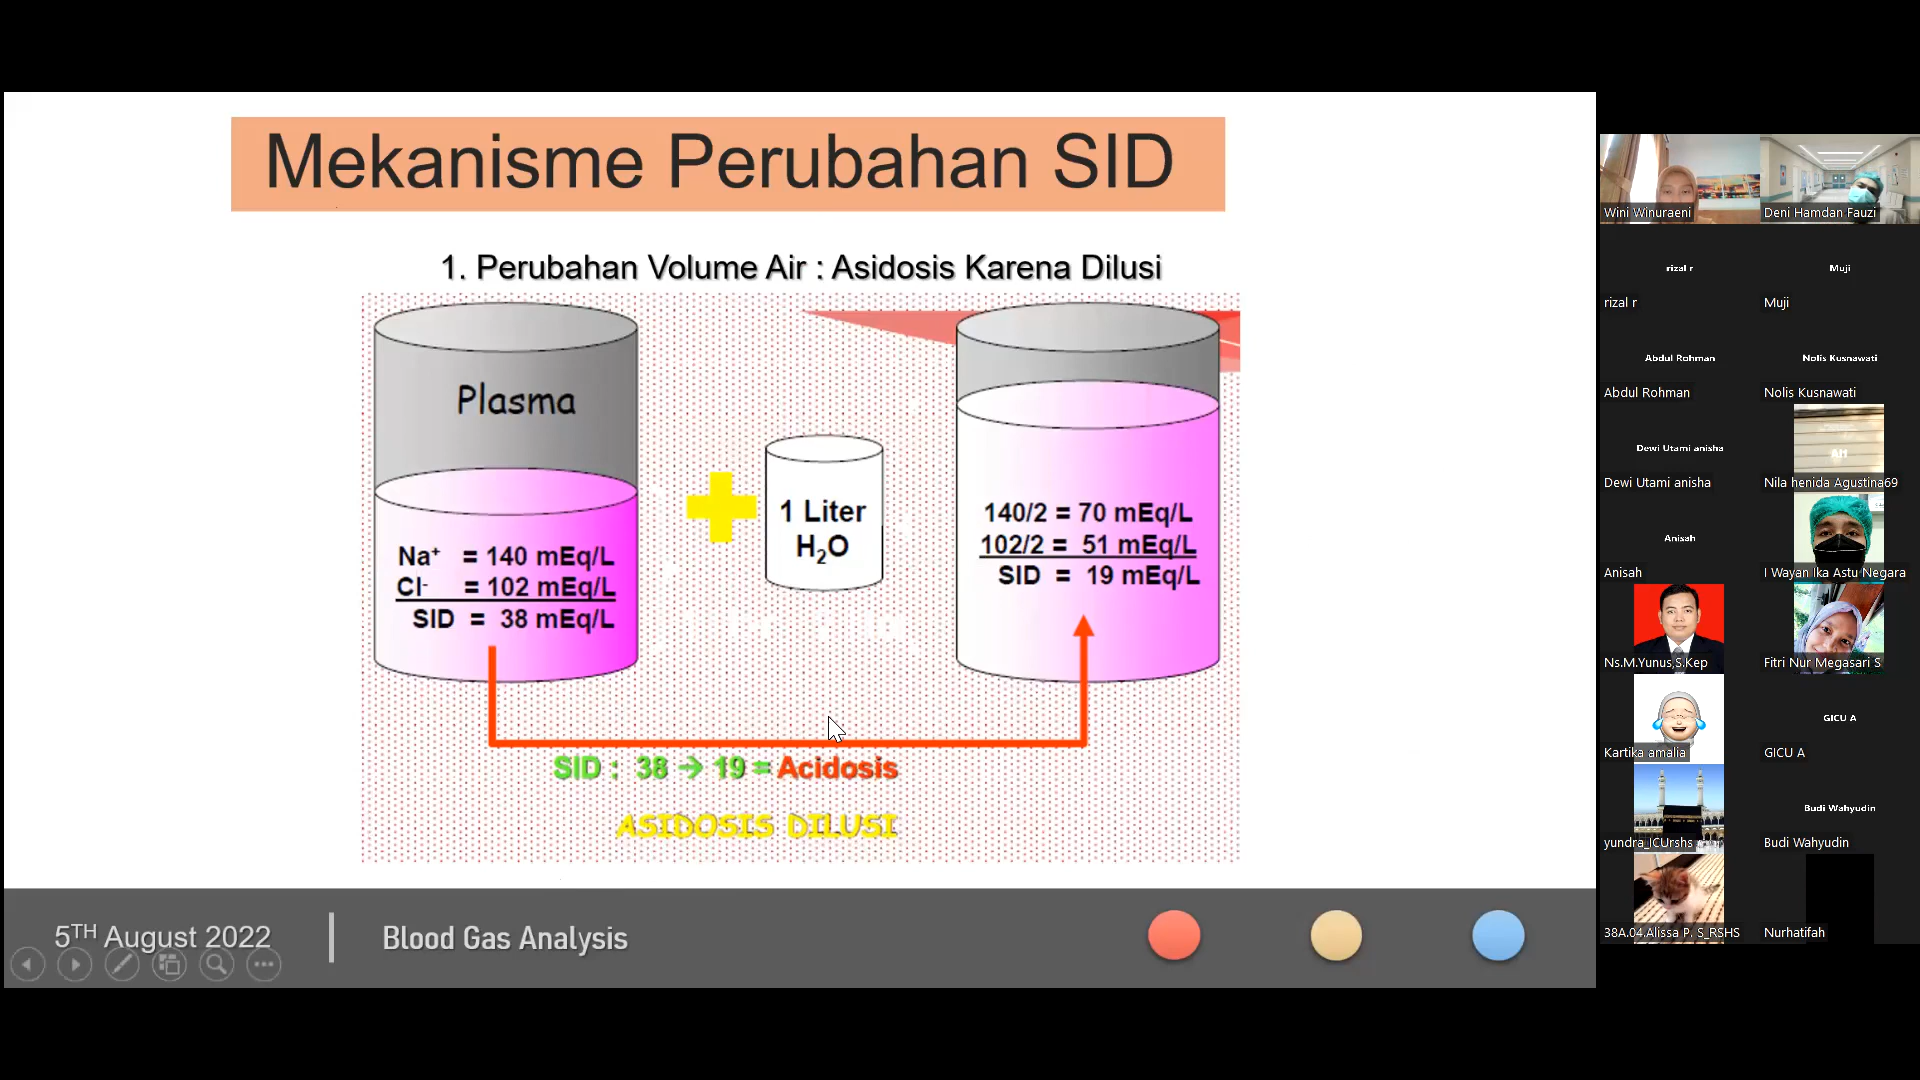 Mekanisme Perubahan SID
1. Perubahan Volume Air : Asidosis Karena Dilusi
Plasma
Na⁺ = 140 mEq/L
Cl⁻ = 102 mEq/L
SID = 38 mEq/L
1 Liter
H₂O
140/2 = 70 mEq/L
102/2 = 51 mEq/L
SID = 19 mEq/L
SID : 38 → 19 = Acidosis
ASIDOSIS DILUSI
5TH August 2022
Blood Gas Analysis
Wini Winuraeni
Deni Hamdan Fauzi
rizal r
rizal r
Muji
Muji
Abdul Rohman
Abdul Rohman
Nolis Kusnawati
Nolis Kusnawati
Dewi Utami anisha
Dewi Utami anisha
Nila henida Agustina69
Anisah
Anisah
I Wayan Ika Astu Negara
Ns.M.Yunus,S.Kep
Fitri Nur Megasari S
Kartika amalia
GICU A
GICU A
yundra_ICUrshs
Budi Wahyudin
Budi Wahyudin
38A.04.Alissa P. S_RSHS
Nurhatifah